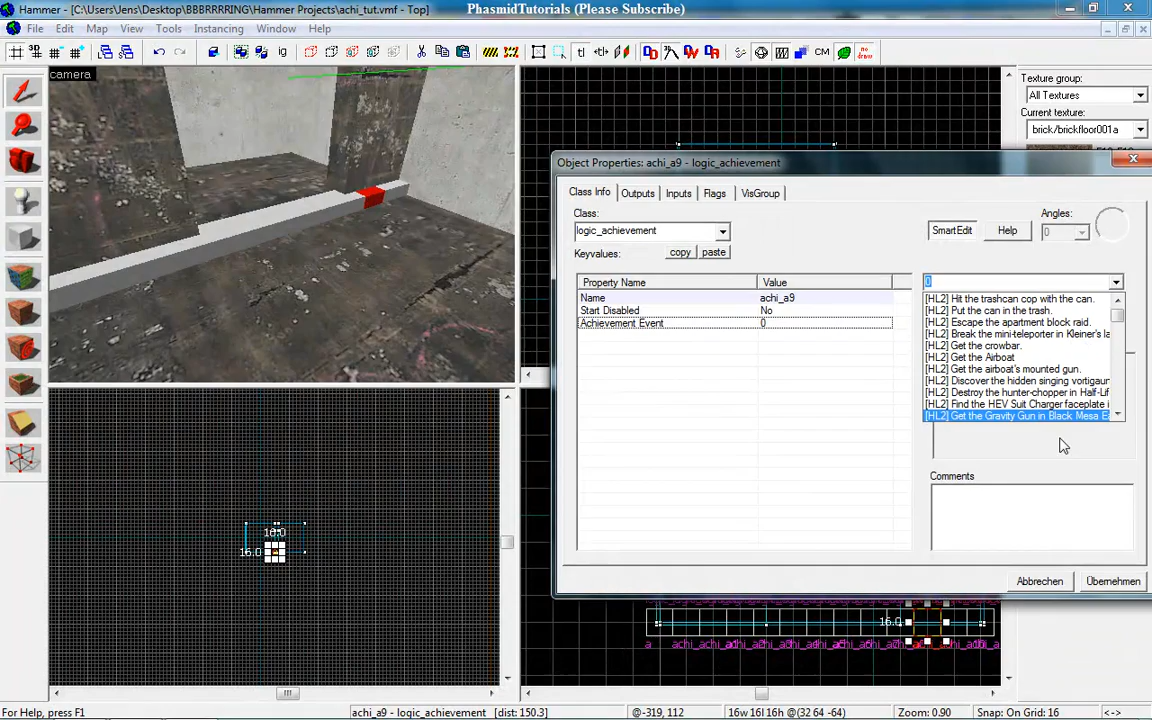 Hammer - [C:\Users\Jens\Desktop\BBBRRRRING\Hammer Projects\achi_tut.vmf - Top]
PhasmidTutorials (Please Subscribe)
File Edit Map View Tools Instancing Window Help
camera
Texture group:
All Textures
Current texture:
brick/brickfloor001a
Object Properties: achi_a9 - logic_achievement
Class Info Outputs Inputs Flags VisGroup
Class:
logic_achievement
SmartEdit Help
Angles:
0
Keyvalues: copy paste
Property Name Value
Name achi_a9
Start Disabled No
Achievement Event 0
0
[HL2] Hit the trashcan cop with the can.
[HL2] Put the can in the trash.
[HL2] Escape the apartment block raid.
[HL2] Break the mini-teleporter in Kleiner's la
[HL2] Get the crowbar.
[HL2] Get the Airboat
[HL2] Get the airboat's mounted gun.
[HL2] Discover the hidden singing vortigaun
[HL2] Destroy the hunter-chopper in Half-Lif
[HL2] Find the HEV Suit Charger faceplate i
[HL2] Get the Gravity Gun in Black Mesa Ea
Comments
Abbrechen Übernehmen
16.0
16.0
16.0
For Help, press F1 achi_a9 - logic_achievement [dist: 150.3] @-319, 112 16w 16l 16h @(32 64 -64) Zoom: 0.90 Snap: On Grid: 16 <->